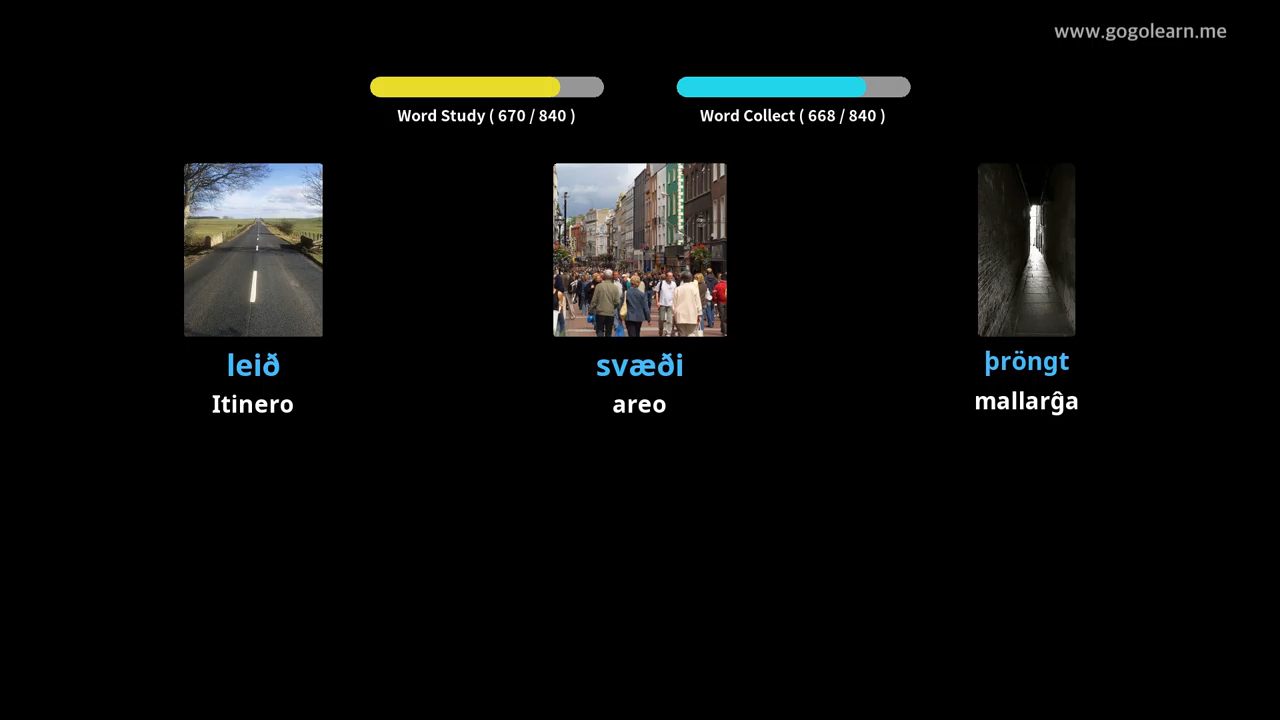 www.gogolearn.me
Word Study ( 670 / 840 )
Word Collect ( 668 / 840 )
leið
Itinero
svæði
areo
þröngt
mallarĝa